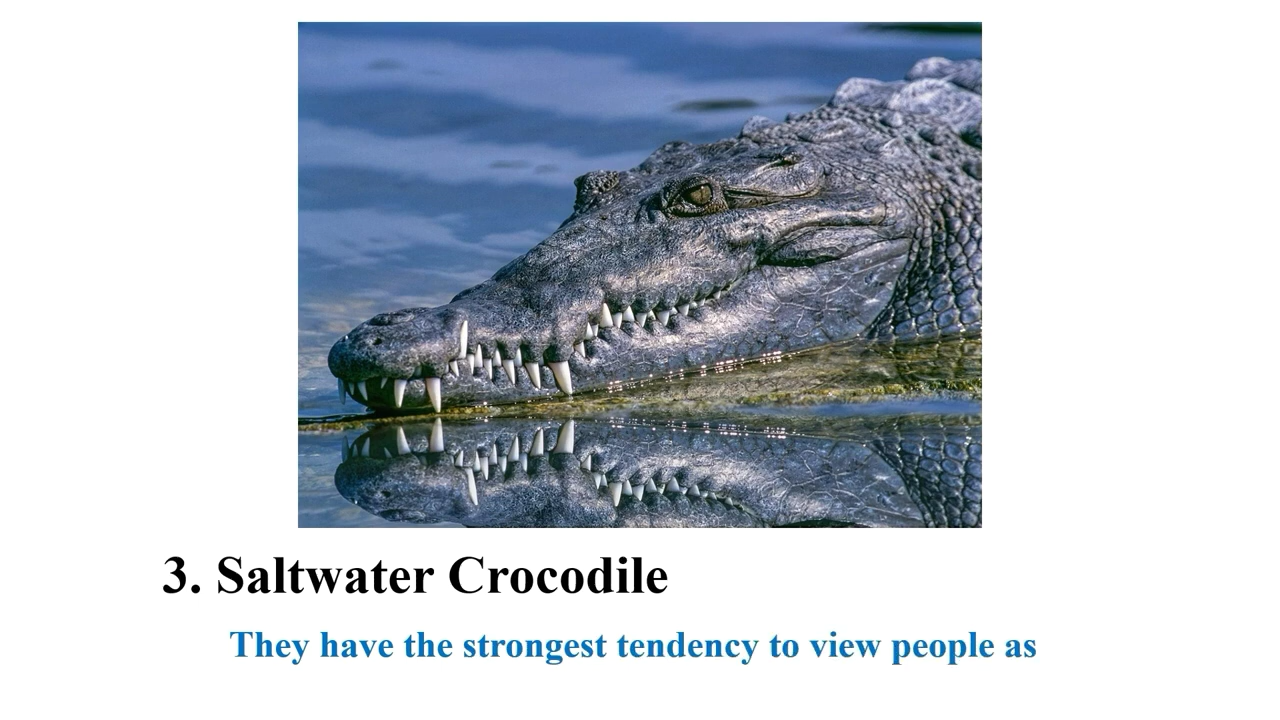 3. Saltwater Crocodile
They have the strongest tendency to view people as